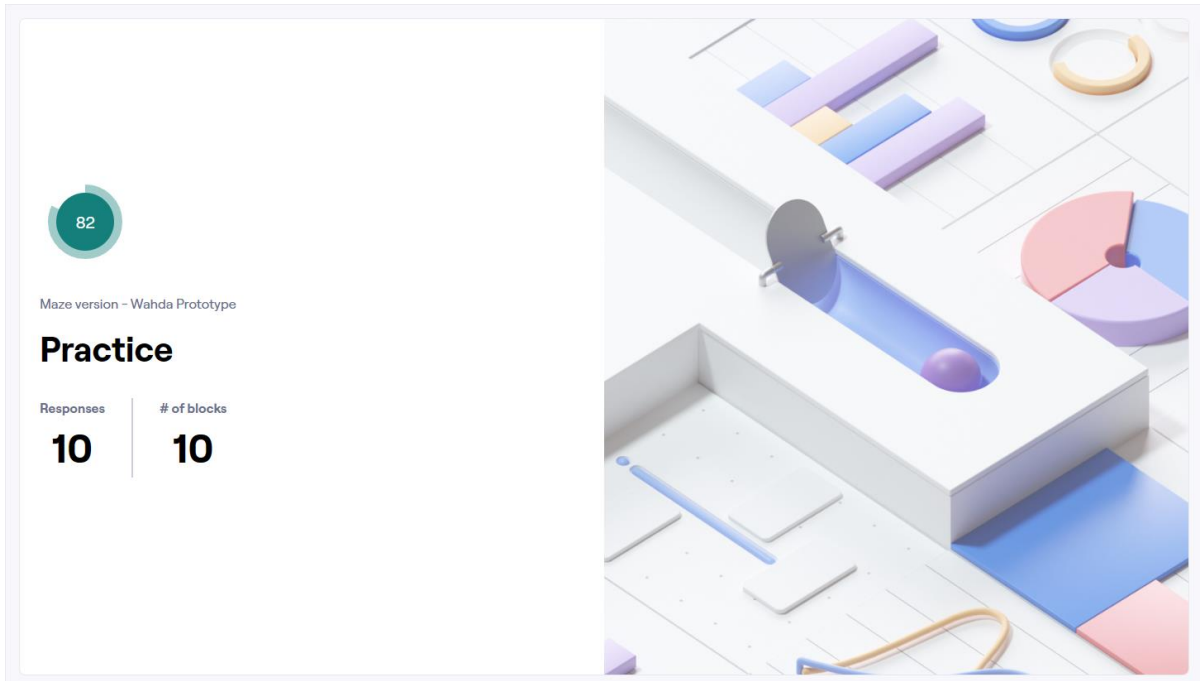 82
Maze version – Wahda Prototype
Practice
Responses
# of blocks
10
10